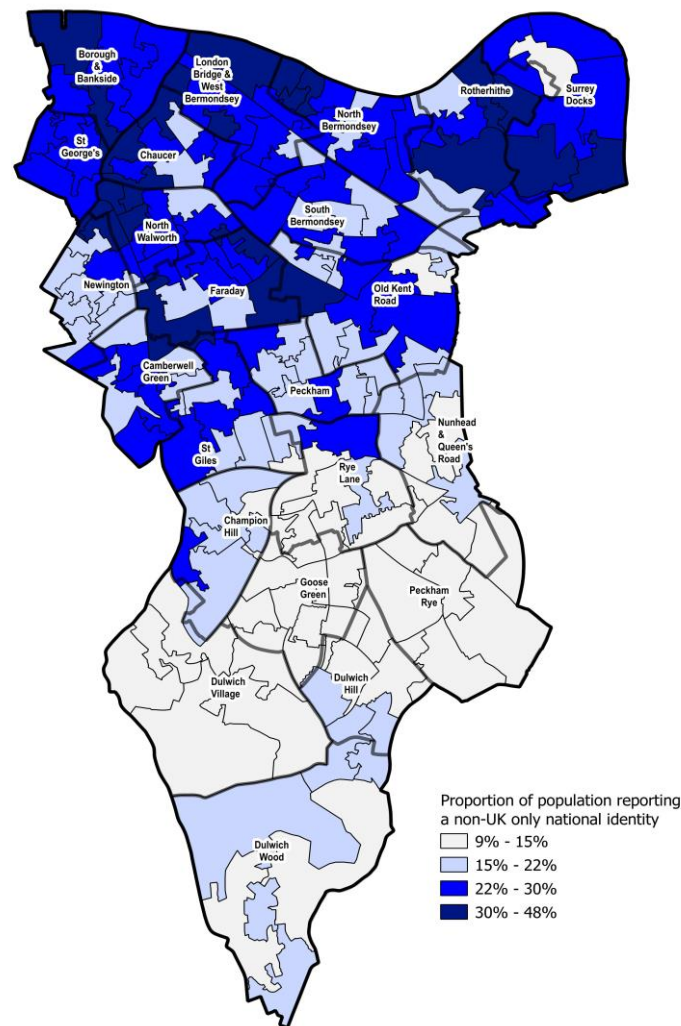 Borough
&
Bankside
London
Bridge &
West
Bermondsey
Rotherhithe
Surrey
Docks
North
Bermondsey
St
George's
Chaucer
South
Bermondsey
North
Walworth
Newington
Faraday
Old Kent
Road
Camberwell
Green
Peckham
Nunhead
&
Queen's
Road
St
Giles
Rye
Lane
Champion
Hill
Goose
Green
Peckham
Rye
Dulwich
Village
Dulwich
Hill
Dulwich
Wood
Proportion of population reporting
a non-UK only national identity
9% - 15%
15% - 22%
22% - 30%
30% - 48%